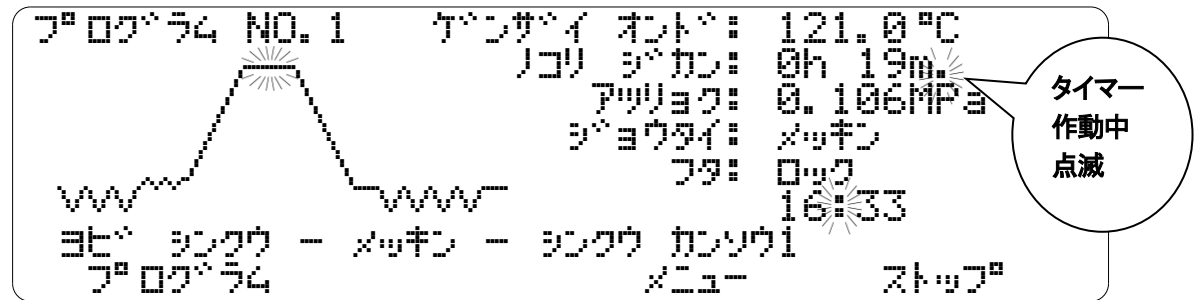 プログラム NO. 1 ゲンザイ オンド: 121.0℃
ノコリ ジカン: 0h 19m.
アツリョク: 0.106MPa
ジョウタイ: メッキン
フタ: ロック
16:33
ヨビ シンクウ - メッキン - シンクウ カンソウ1
プログラム メニュー ストップ
タイマー
作動中
点滅